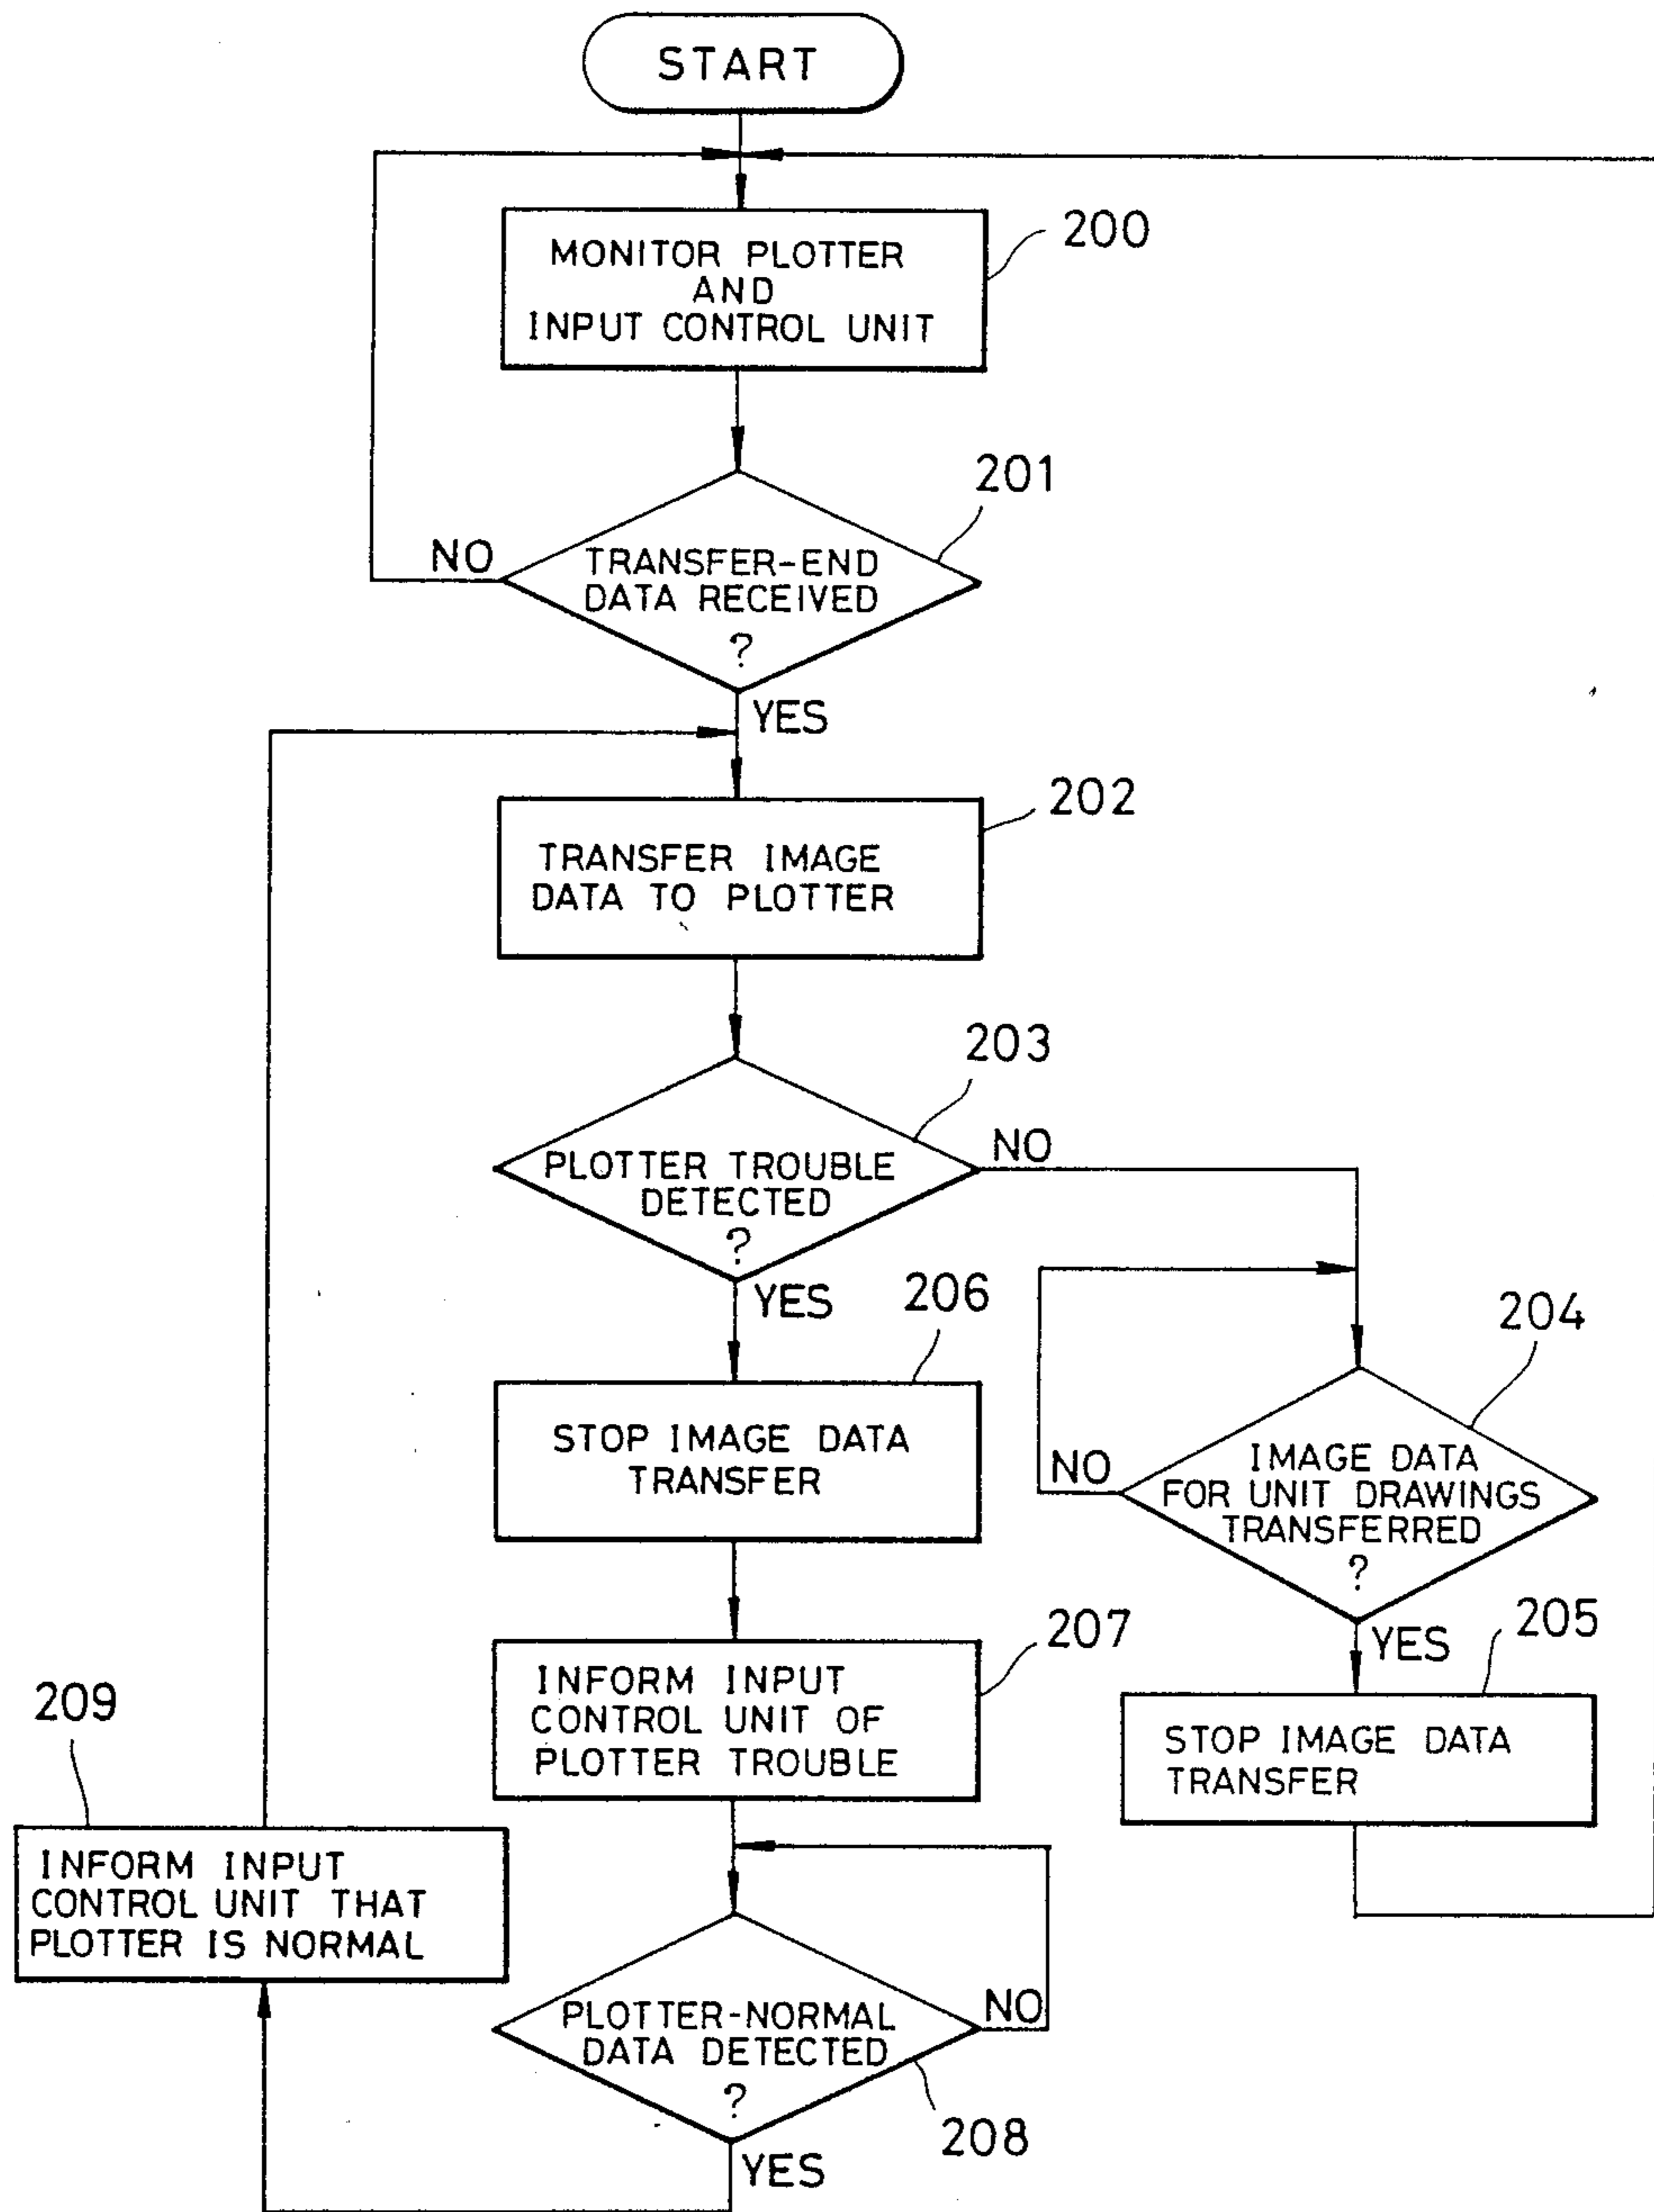 START
200
MONITOR PLOTTER
AND
INPUT CONTROL UNIT
201
NO
TRANSFER-END
DATA RECEIVED
?
YES
202
TRANSFER IMAGE
DATA TO PLOTTER
203
NO
PLOTTER TROUBLE
DETECTED
?
YES
206
STOP IMAGE DATA
TRANSFER
204
NO
IMAGE DATA
FOR UNIT DRAWINGS
TRANSFERRED
?
YES
205
STOP IMAGE DATA
TRANSFER
207
INFORM INPUT
CONTROL UNIT OF
PLOTTER TROUBLE
209
INFORM INPUT
CONTROL UNIT THAT
PLOTTER IS NORMAL
NO
PLOTTER-NORMAL
DATA DETECTED
?
208
YES